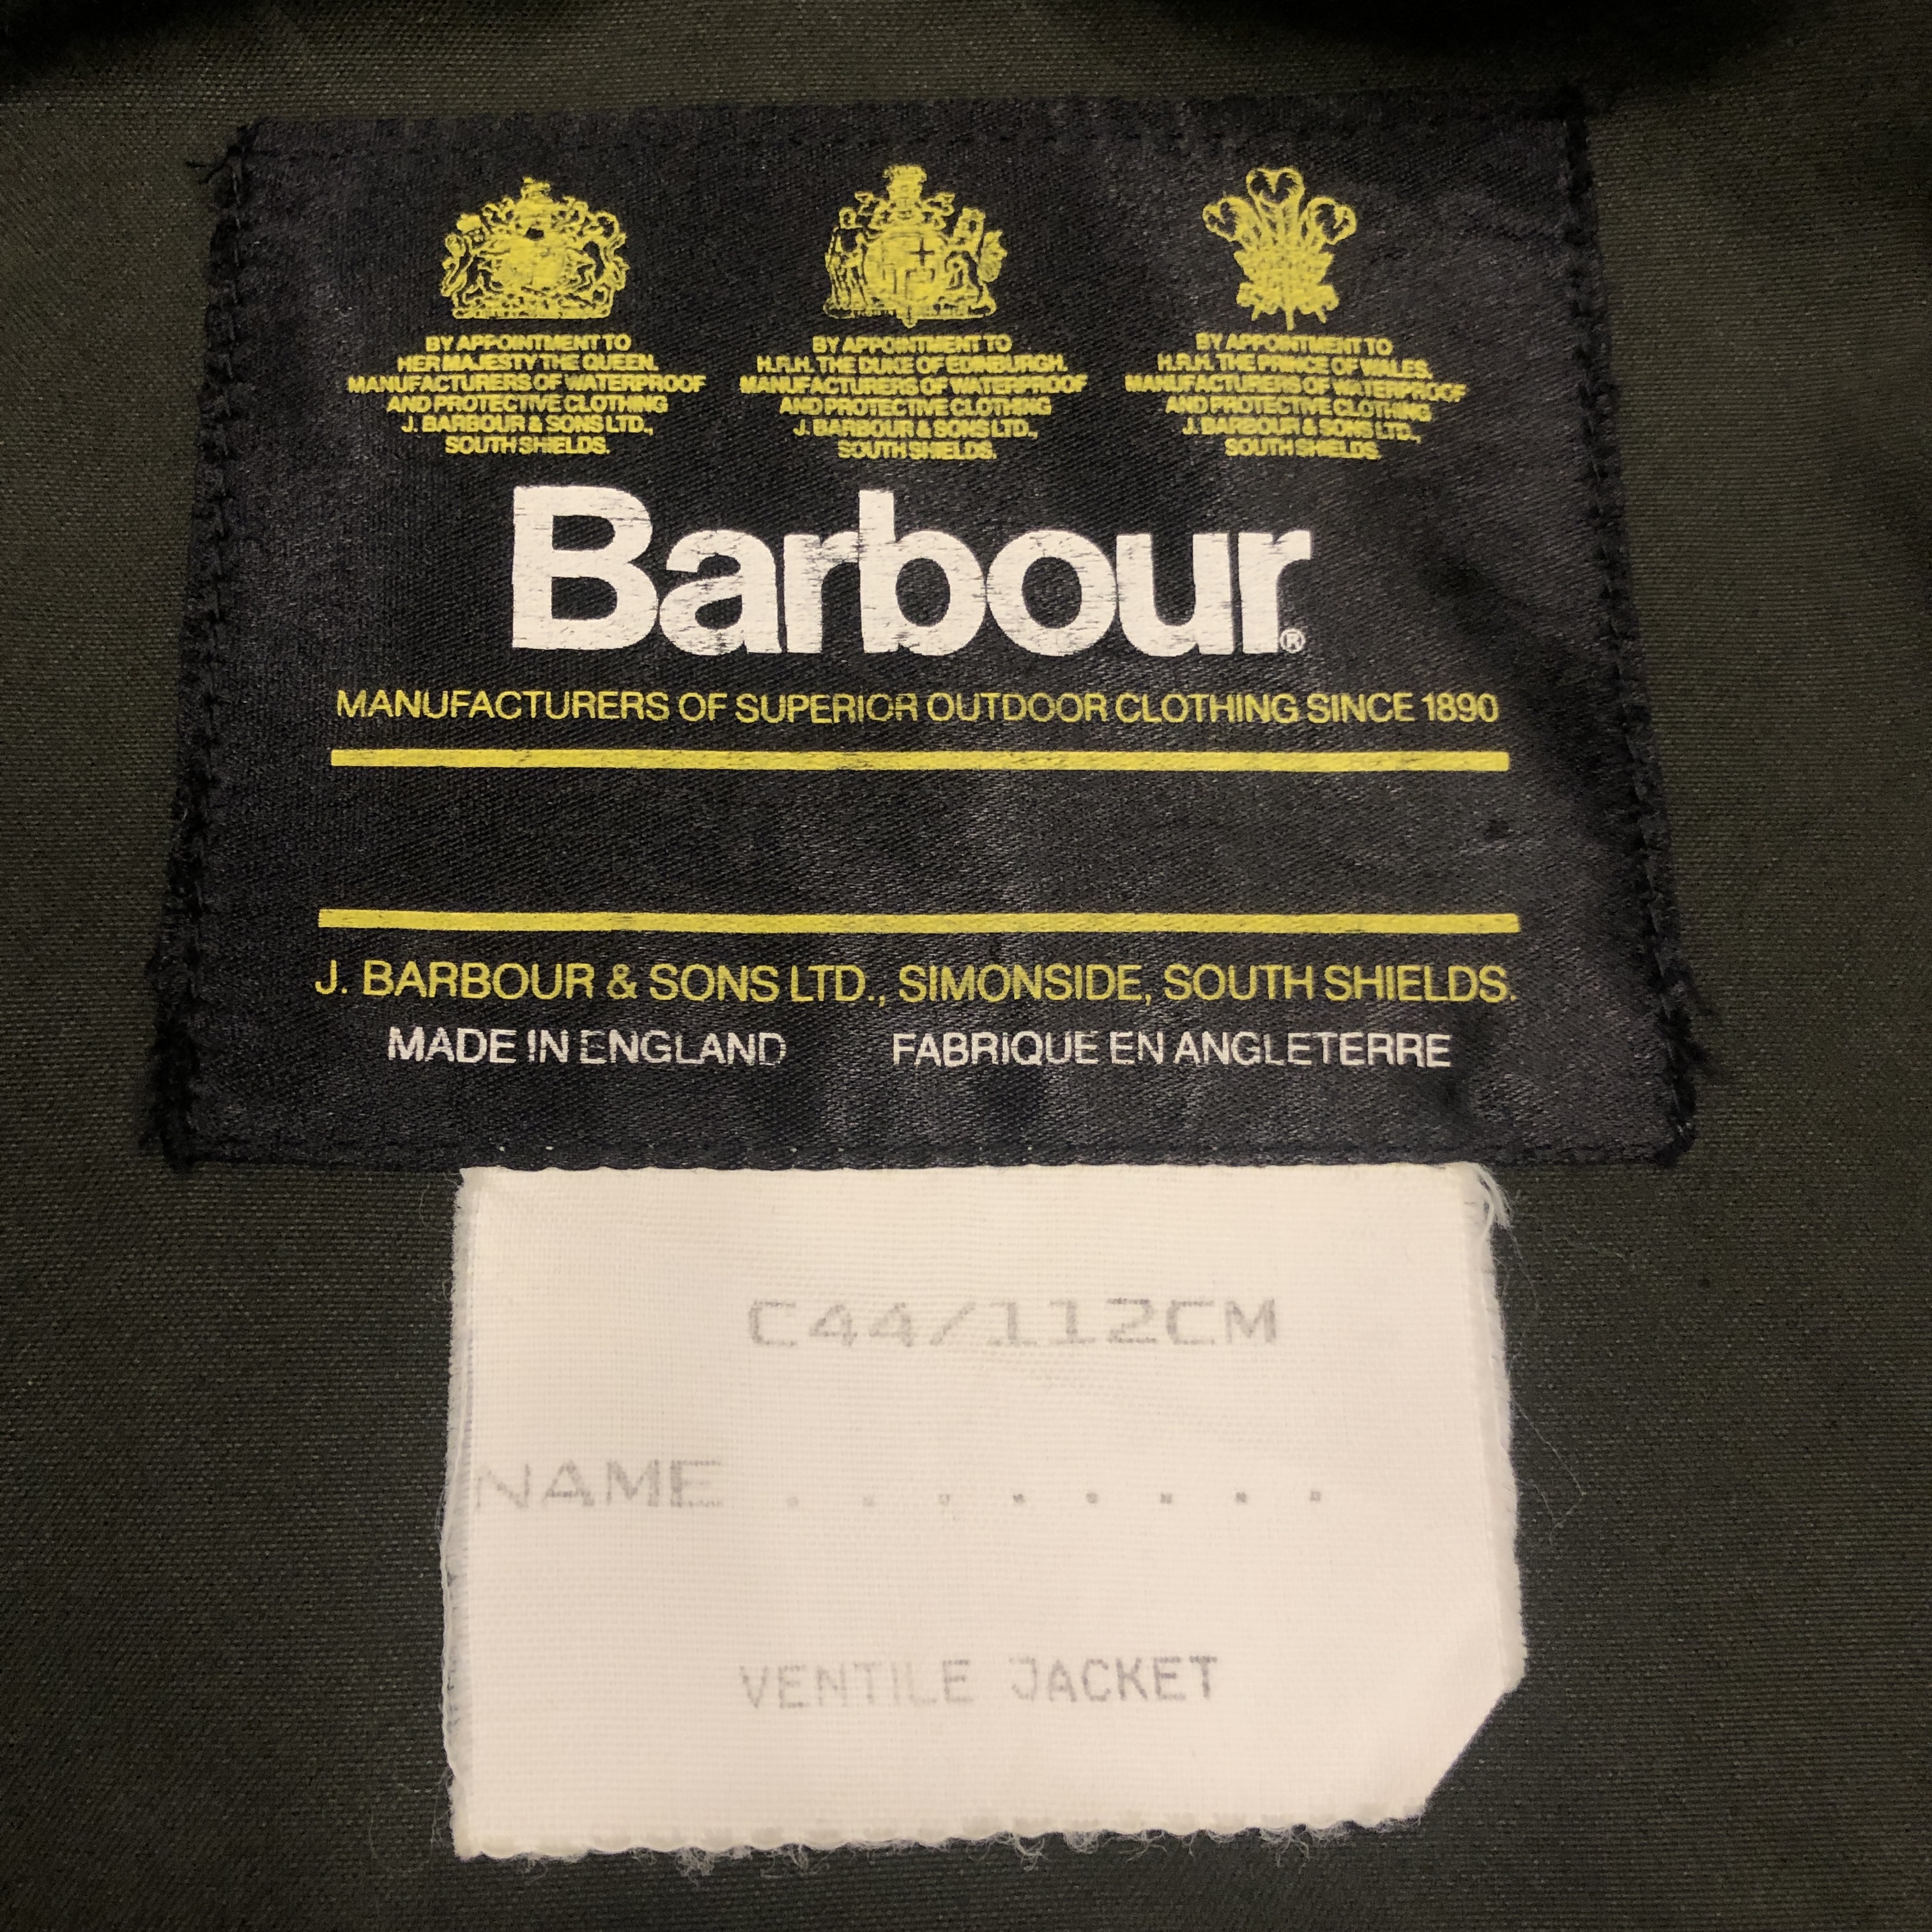 BY APPOINTMENT TO
HER MAJESTY THE QUEEN.
MANUFACTURERS OF WATERPROOF
AND PROTECTIVE CLOTHING
J. BARBOUR & SONS LTD.,
SOUTH SHIELDS.
BY APPOINTMENT TO
H.R.H. THE DUKE OF EDINBURGH.
MANUFACTURERS OF WATERPROOF
AND PROTECTIVE CLOTHING
J. BARBOUR & SONS LTD.,
SOUTH SHIELDS.
BY APPOINTMENT TO
H.R.H. THE PRINCE OF WALES.
MANUFACTURERS OF WATERPROOF
AND PROTECTIVE CLOTHING
J. BARBOUR & SONS LTD.,
SOUTH SHIELDS.
Barbour®
MANUFACTURERS OF SUPERIOR OUTDOOR CLOTHING SINCE 1890
J. BARBOUR & SONS LTD., SIMONSIDE, SOUTH SHIELDS.
MADE IN ENGLAND FABRIQUE EN ANGLETERRE
C44/112CM
NAME ........
VENTILE JACKET